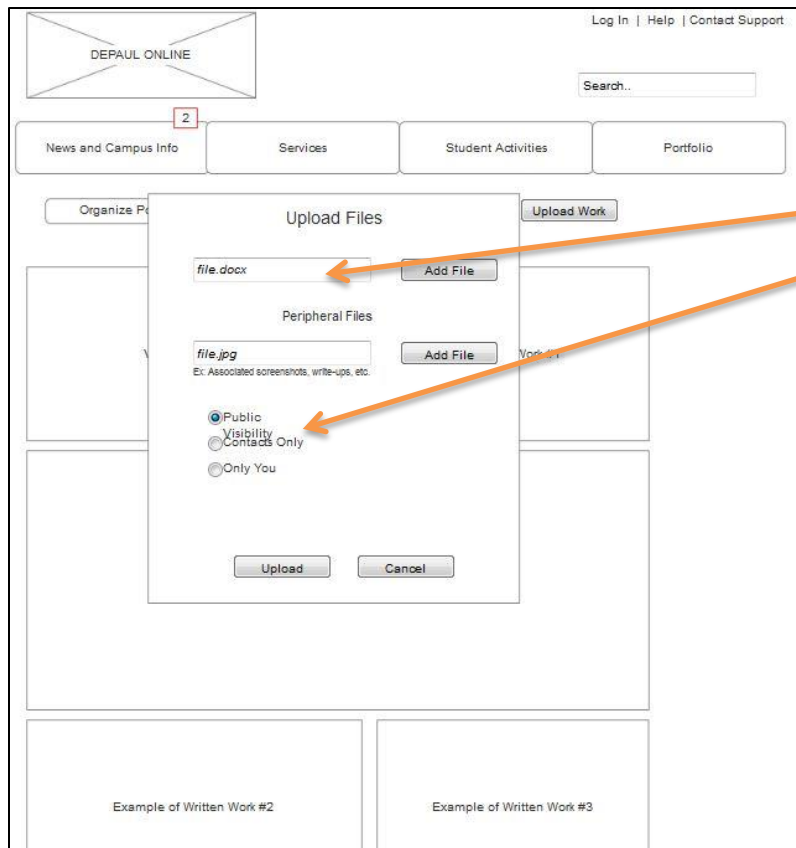 Log In | Help | Contact Support
DEPAUL ONLINE
Search..
2
News and Campus Info
Services
Student Activities
Portfolio
Organize Po
Upload Work
Upload Files
file.docx
Add File
Peripheral Files
file.jpg
Add File
Ex: Associated screenshots, write-ups, etc.
Public
Visibility
Contacts Only
Only You
Upload
Cancel
Example of Written Work #2
Example of Written Work #3